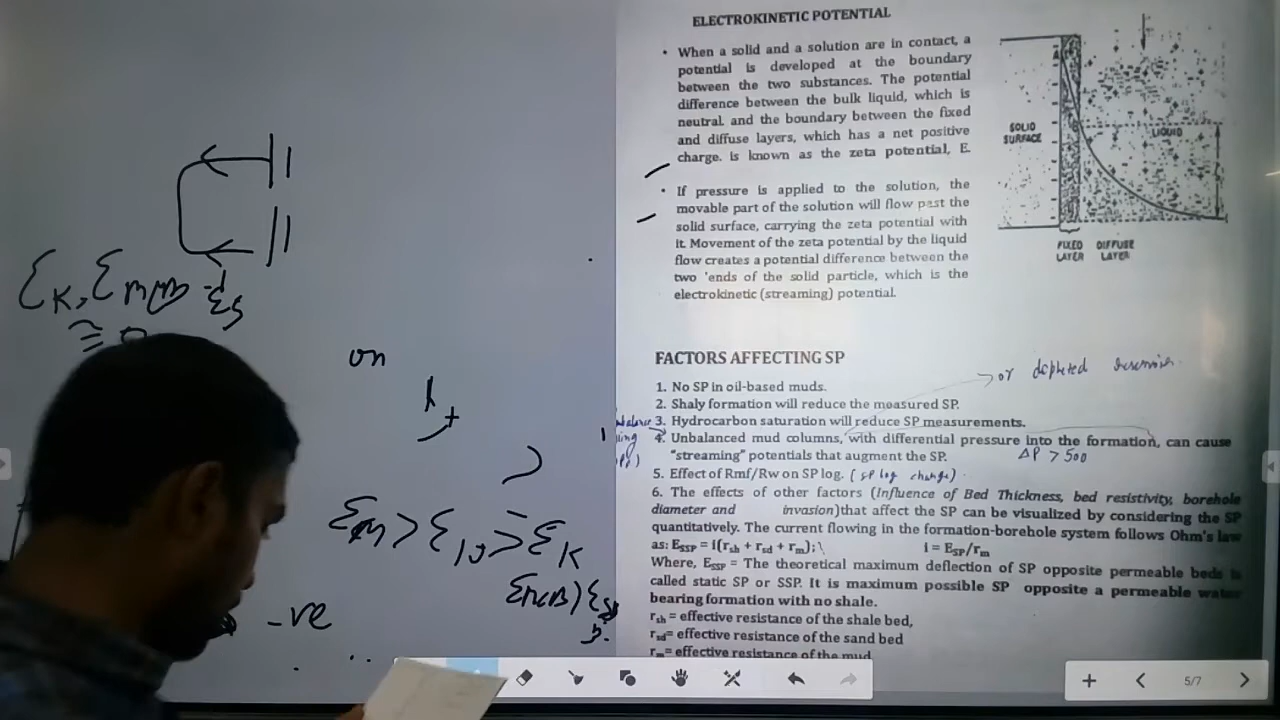 ELECTROKINETIC POTENTIAL
• When a solid and a solution are in contact, a
potential is developed at the boundary
between the two substances. The potential
difference between the bulk liquid, which is
neutral and the boundary between the fixed
and diffuse layers, which has a net positive
charge. is known as the zeta potential, E.
• If pressure is applied to the solution, the
movable part of the solution will flow past the
solid surface, carrying the zeta potential with
it. Movement of the zeta potential by the liquid
flow creates a potential difference between the
two 'ends of the solid particle, which is the
electrokinetic (streaming) potential.
SOLID
SURFACE
LIQUID
FIXED DIFFUSE
LAYER LAYER
FACTORS AFFECTING SP
or depleted
1. No SP in oil-based muds.
2. Shaly formation will reduce the measured SP.
3. Hydrocarbon saturation will reduce SP measurements.
4. Unbalanced mud columns, with differential pressure into the formation, can cause
"streaming" potentials that augment the SP.
ΔP > 500
5. Effect of Rmf/Rw on SP log. (SP log change).
6. The effects of other factors (Influence of Bed Thickness, bed resistivity, borehole
diameter and invasion)that affect the SP can be visualized by considering the SP
quantitatively. The current flowing in the formation-borehole system follows Ohm's law
as: ESSP = i(rsh + rsd + rm); i = ESP/rm
Where, ESSP = The theoretical maximum deflection of SP opposite permeable beds is
called static SP or SSP. It is maximum possible SP opposite a permeable water
bearing formation with no shale.
rsh = effective resistance of the shale bed,
rsd= effective resistance of the sand bed
rm= effective resistance of the mud
on
-ve
5/7